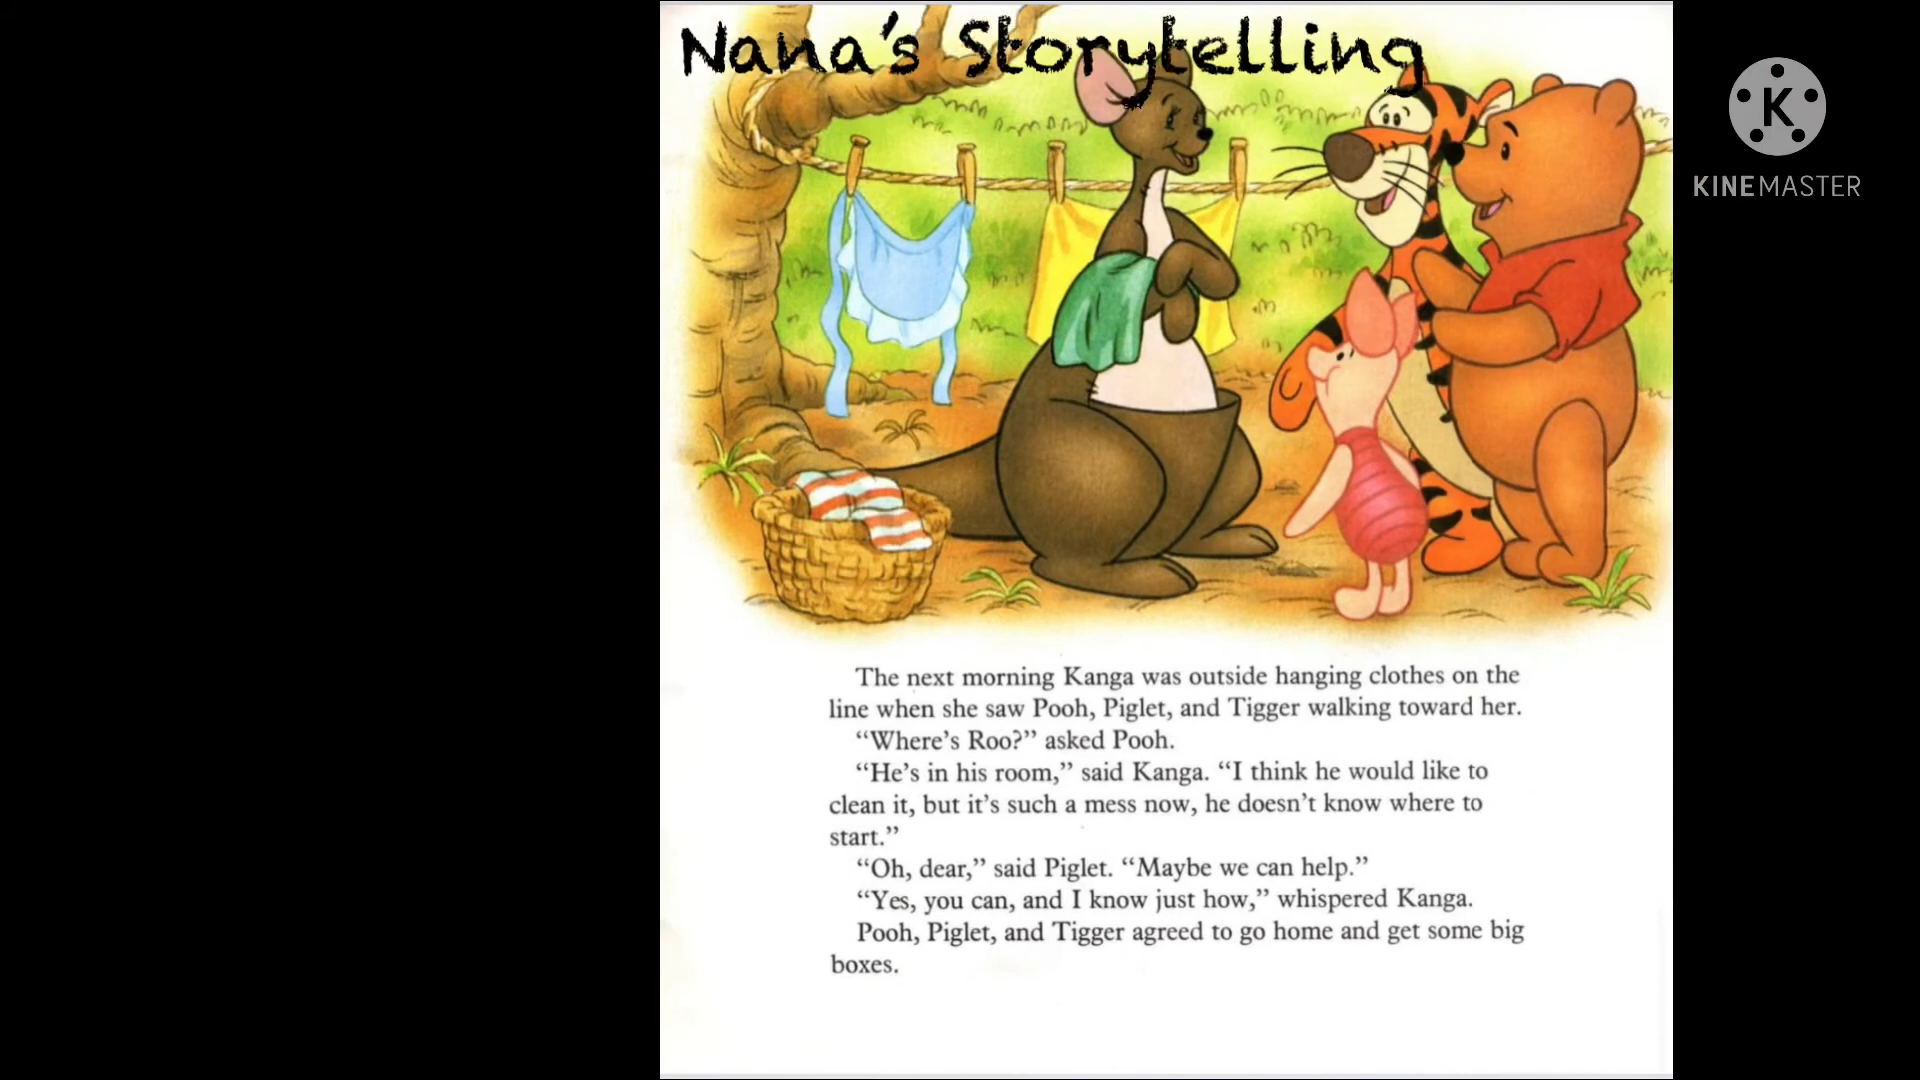 Nana's Storytelling
K
KINEMASTER
The next morning Kanga was outside hanging clothes on the
line when she saw Pooh, Piglet, and Tigger walking toward her.
“Where’s Roo?” asked Pooh.
“He’s in his room,” said Kanga. “I think he would like to
clean it, but it’s such a mess now, he doesn’t know where to
start.”
“Oh, dear,” said Piglet. “Maybe we can help.”
“Yes, you can, and I know just how,” whispered Kanga.
Pooh, Piglet, and Tigger agreed to go home and get some big
boxes.